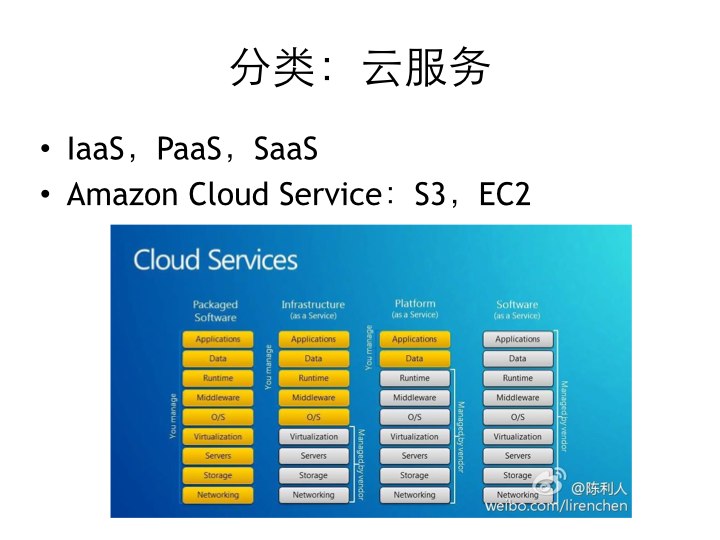 分类：云服务
• IaaS，PaaS，SaaS
• Amazon Cloud Service：S3，EC2
Cloud Services
Packaged Software
Applications
Data
Runtime
Middleware
O/S
Virtualization
Servers
Storage
Networking
You manage
Infrastructure
(as a Service)
Applications
Data
Runtime
Middleware
O/S
Virtualization
Servers
Storage
Networking
You manage
Managed by vendor
Platform
(as a Service)
Applications
Data
Runtime
Middleware
O/S
Virtualization
Servers
Storage
Networking
You manage
Managed by vendor
Software
(as a Service)
Applications
Data
Runtime
Middleware
O/S
Virtualization
Servers
Storage
Networking
Managed by vendor
@陈利人
weibo.com/lirenchen